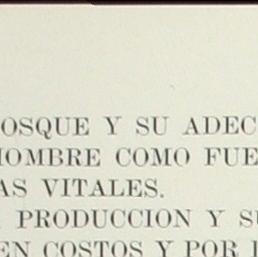 OSQUE Y SU ADEC
HOMBRE COMO FUE
AS VITALES.
PRODUCCION Y SU
EN COSTOS Y POR